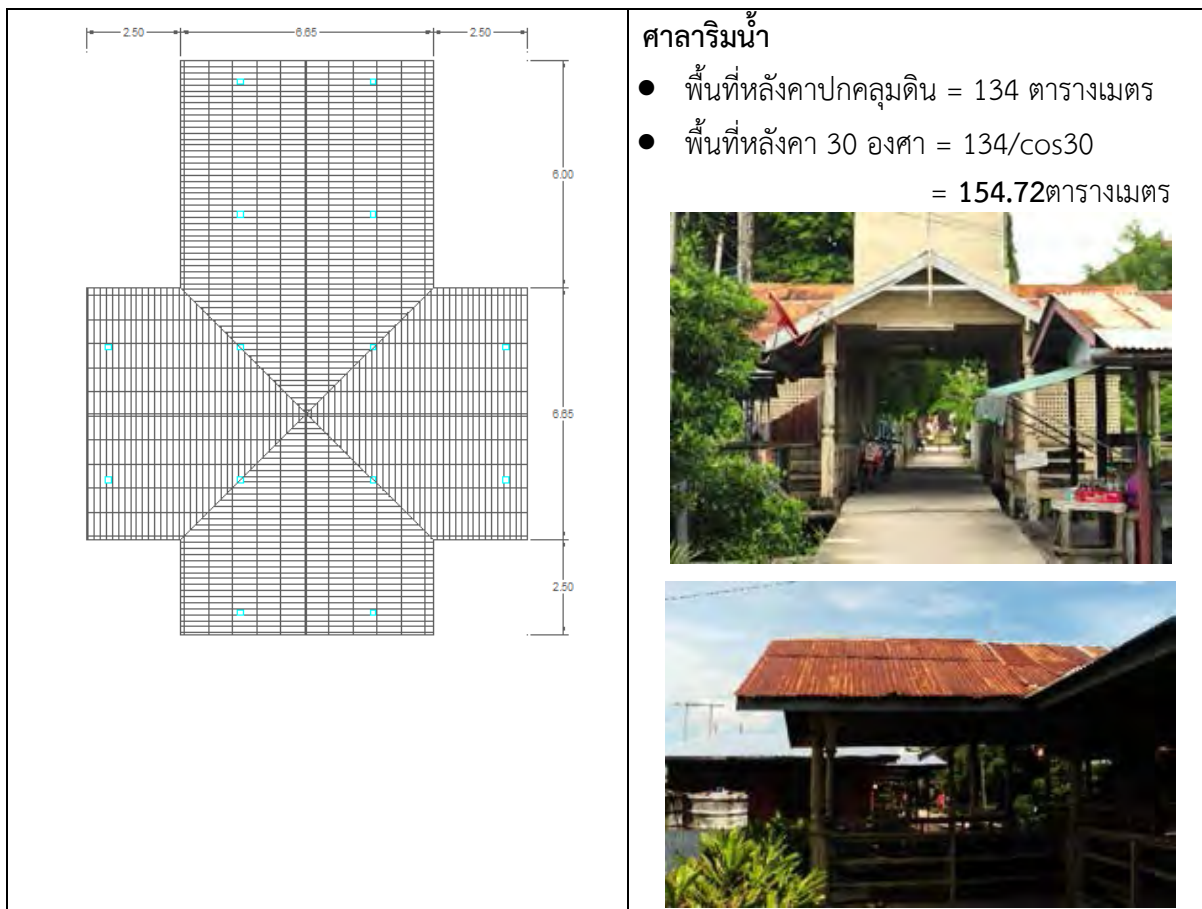 2.50 6.65 2.50
6.00
6.65
2.50
ศาลาริมน้ำ
● พื้นที่หลังคาปกคลุมดิน = 134 ตารางเมตร
● พื้นที่หลังคา 30 องศา = 134/cos30
= 154.72ตารางเมตร